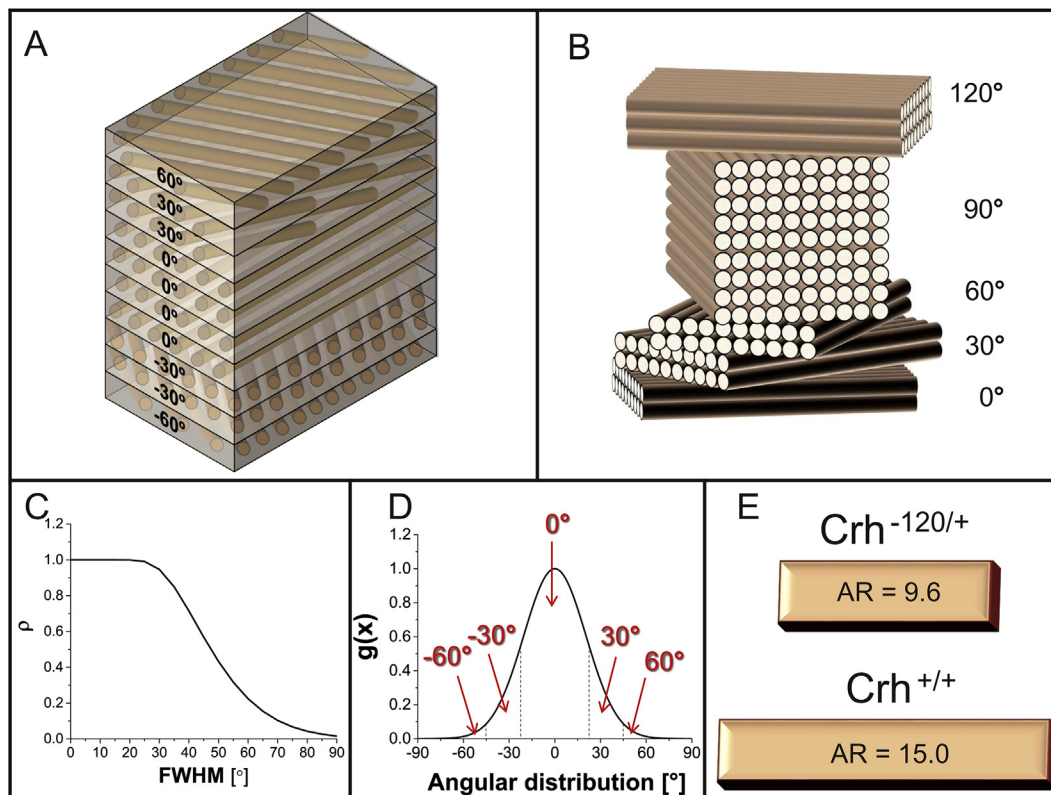 A
60°
30°
30°
0°
0°
0°
0°
-30°
-30°
-60°
B
120°
90°
60°
30°
0°
C
1.2
1.0
0.8
0.6
0.4
0.2
0.0
ρ
0 10 20 30 40 50 60 70 80 90
FWHM [°]
D
0°
-30°
-60°
30°
60°
1.2
1.0
0.8
0.6
0.4
0.2
0.0
g(x)
-90 -60 -30 0 30 60 90
Angular distribution [°]
E
Crh -120/+
AR = 9.6
Crh +/+
AR = 15.0